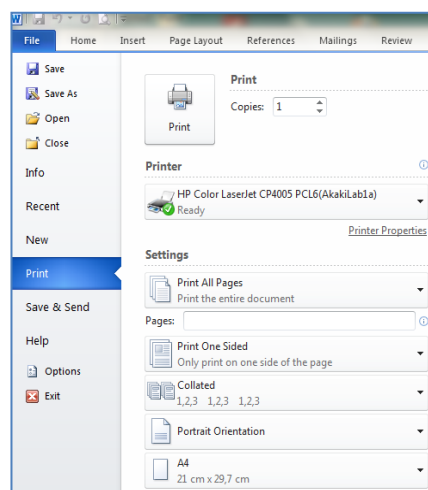 W
File Home Insert Page Layout References Mailings Review
Save
Save As
Open
Close
Info
Recent
New
Print
Save & Send
Help
Options
Exit
Print
Print
Copies: 1
Printer
HP Color LaserJet CP4005 PCL6(AkakiLab1a)
Ready
Printer Properties
Settings
Print All Pages
Print the entire document
Pages:
Print One Sided
Only print on one side of the page
Collated
1,2,3 1,2,3 1,2,3
Portrait Orientation
A4
21 cm x 29,7 cm